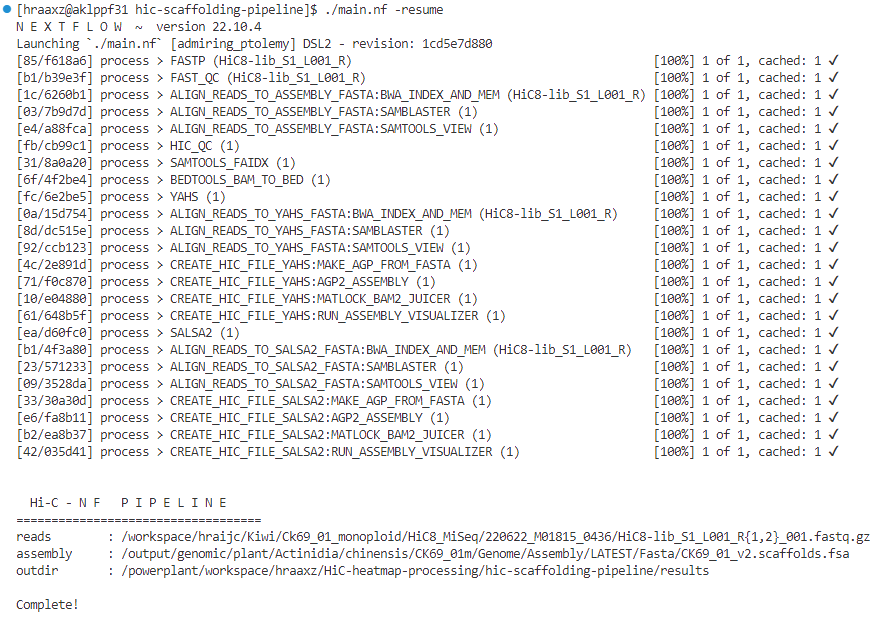 [hraaxz@aklppf31 hic-scaffolding-pipeline]$ ./main.nf -resume
N E X T F L O W  ~  version 22.10.4
Launching `./main.nf` [admiring_ptolemy] DSL2 - revision: 1cd5e7d880
[85/f618a6] process > FASTP (HiC8-lib_S1_L001_R) [100%] 1 of 1, cached: 1 ✓
[b1/b39e3f] process > FAST_QC (HiC8-lib_S1_L001_R) [100%] 1 of 1, cached: 1 ✓
[1c/6260b1] process > ALIGN_READS_TO_ASSEMBLY_FASTA:BWA_INDEX_AND_MEM (HiC8-lib_S1_L001_R) [100%] 1 of 1, cached: 1 ✓
[03/7b9d7d] process > ALIGN_READS_TO_ASSEMBLY_FASTA:SAMBLASTER (1) [100%] 1 of 1, cached: 1 ✓
[e4/a88fca] process > ALIGN_READS_TO_ASSEMBLY_FASTA:SAMTOOLS_VIEW (1) [100%] 1 of 1, cached: 1 ✓
[fb/cb99c1] process > HIC_QC (1) [100%] 1 of 1, cached: 1 ✓
[31/8a0a20] process > SAMTOOLS_FAIDX (1) [100%] 1 of 1, cached: 1 ✓
[6f/4f2be4] process > BEDTOOLS_BAM_TO_BED (1) [100%] 1 of 1, cached: 1 ✓
[fc/6e2be5] process > YAHS (1) [100%] 1 of 1, cached: 1 ✓
[0a/15d754] process > ALIGN_READS_TO_YAHS_FASTA:BWA_INDEX_AND_MEM (HiC8-lib_S1_L001_R) [100%] 1 of 1, cached: 1 ✓
[8d/dc515e] process > ALIGN_READS_TO_YAHS_FASTA:SAMBLASTER (1) [100%] 1 of 1, cached: 1 ✓
[92/ccb123] process > ALIGN_READS_TO_YAHS_FASTA:SAMTOOLS_VIEW (1) [100%] 1 of 1, cached: 1 ✓
[4c/2e891d] process > CREATE_HIC_FILE_YAHS:MAKE_AGP_FROM_FASTA (1) [100%] 1 of 1, cached: 1 ✓
[71/f0c870] process > CREATE_HIC_FILE_YAHS:AGP2_ASSEMBLY (1) [100%] 1 of 1, cached: 1 ✓
[10/e04880] process > CREATE_HIC_FILE_YAHS:MATLOCK_BAM2_JUICER (1) [100%] 1 of 1, cached: 1 ✓
[61/648b5f] process > CREATE_HIC_FILE_YAHS:RUN_ASSEMBLY_VISUALIZER (1) [100%] 1 of 1, cached: 1 ✓
[ea/d60fc0] process > SALSA2 (1) [100%] 1 of 1, cached: 1 ✓
[b1/4f3a80] process > ALIGN_READS_TO_SALSA2_FASTA:BWA_INDEX_AND_MEM (HiC8-lib_S1_L001_R) [100%] 1 of 1, cached: 1 ✓
[23/571233] process > ALIGN_READS_TO_SALSA2_FASTA:SAMBLASTER (1) [100%] 1 of 1, cached: 1 ✓
[09/3528da] process > ALIGN_READS_TO_SALSA2_FASTA:SAMTOOLS_VIEW (1) [100%] 1 of 1, cached: 1 ✓
[33/30a30d] process > CREATE_HIC_FILE_SALSA2:MAKE_AGP_FROM_FASTA (1) [100%] 1 of 1, cached: 1 ✓
[e6/fa8b11] process > CREATE_HIC_FILE_SALSA2:AGP2_ASSEMBLY (1) [100%] 1 of 1, cached: 1 ✓
[b2/ea8b37] process > CREATE_HIC_FILE_SALSA2:MATLOCK_BAM2_JUICER (1) [100%] 1 of 1, cached: 1 ✓
[42/035d41] process > CREATE_HIC_FILE_SALSA2:RUN_ASSEMBLY_VISUALIZER (1) [100%] 1 of 1, cached: 1 ✓
Hi-C - N F   P I P E L I N E
===================================
reads : /workspace/hraijc/Kiwi/Ck69_01_monoploid/HiC8_MiSeq/220622_M01815_0436/HiC8-lib_S1_L001_R{1,2}_001.fastq.gz
assembly : /output/genomic/plant/Actinidia/chinensis/CK69_01m/Genome/Assembly/LATEST/Fasta/CK69_01_v2.scaffolds.fsa
outdir : /powerplant/workspace/hraaxz/HiC-heatmap-processing/hic-scaffolding-pipeline/results
Complete!